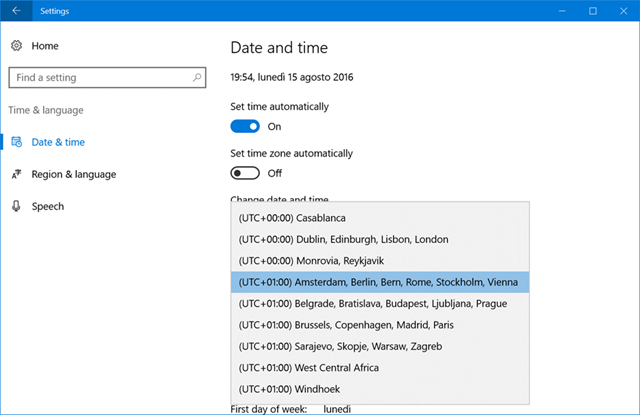 Settings
Home
Find a setting
Time & language
Date & time
Region & language
Speech
Date and time
19:54, lunedì 15 agosto 2016
Set time automatically
On
Set time zone automatically
Off
Change date and time
(UTC+00:00) Casablanca
(UTC+00:00) Dublin, Edinburgh, Lisbon, London
(UTC+00:00) Monrovia, Reykjavik
(UTC+01:00) Amsterdam, Berlin, Bern, Rome, Stockholm, Vienna
(UTC+01:00) Belgrade, Bratislava, Budapest, Ljubljana, Prague
(UTC+01:00) Brussels, Copenhagen, Madrid, Paris
(UTC+01:00) Sarajevo, Skopje, Warsaw, Zagreb
(UTC+01:00) West Central Africa
(UTC+01:00) Windhoek
First day of week: lunedì